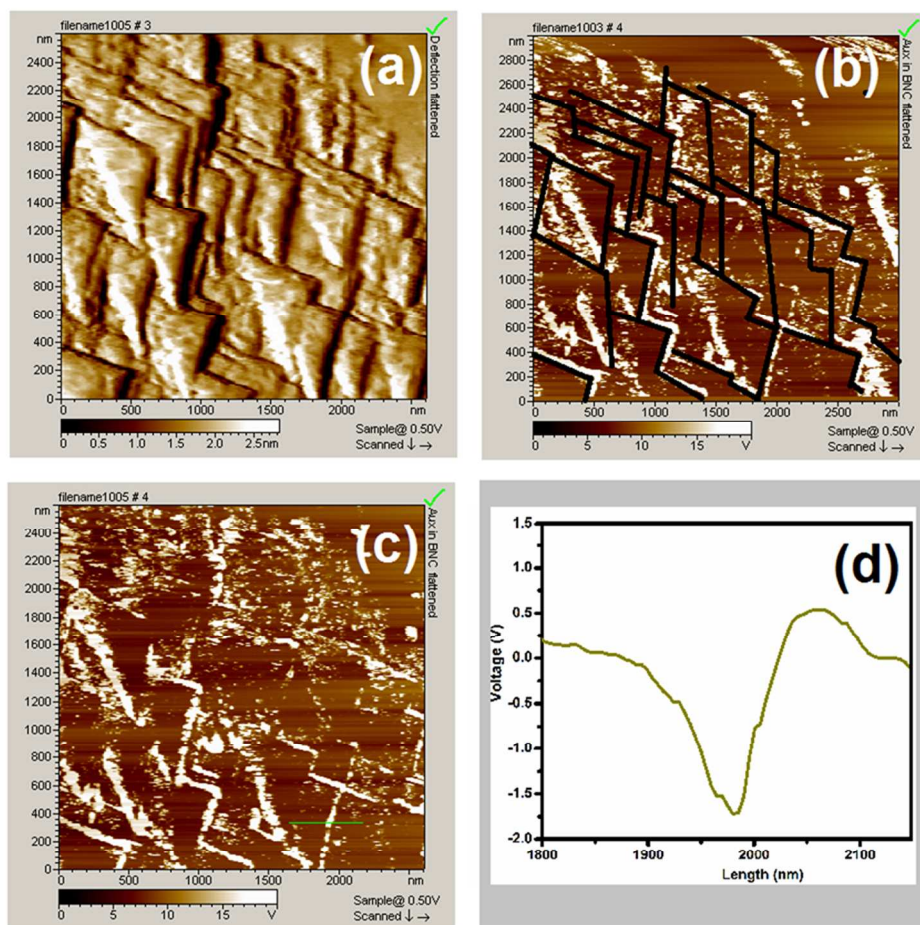 filename1005 # 3
nm
2600
2400
2200
2000
1800
1600
1400
1200
1000
800
600
400
200
0
(a)
Deflection flattened
0 500 1000 1500 2000 nm
0 0.5 1.0 1.5 2.0 2.5nm
Sample@ 0.50V
Scanned ↓ →
filename1003 # 4
nm
2800
2600
2400
2200
2000
1800
1600
1400
1200
1000
800
600
400
200
0
(b)
Aux in BNC flattened
0 500 1000 1500 2000 2500 nm
0 5 10 15 V
Sample@ 0.50V
Scanned ↓ →
filename1005 # 4
nm
2400
2200
2000
1800
1600
1400
1200
1000
800
600
400
200
0
(c)
Aux in BNC flattened
0 500 1000 1500 2000 nm
0 5 10 15 V
Sample@ 0.50V
Scanned ↓ →
(d)
1.5
1.0
0.5
0.0
-0.5
-1.0
-1.5
-2.0
Voltage (V)
1800 1900 2000 2100
Length (nm)